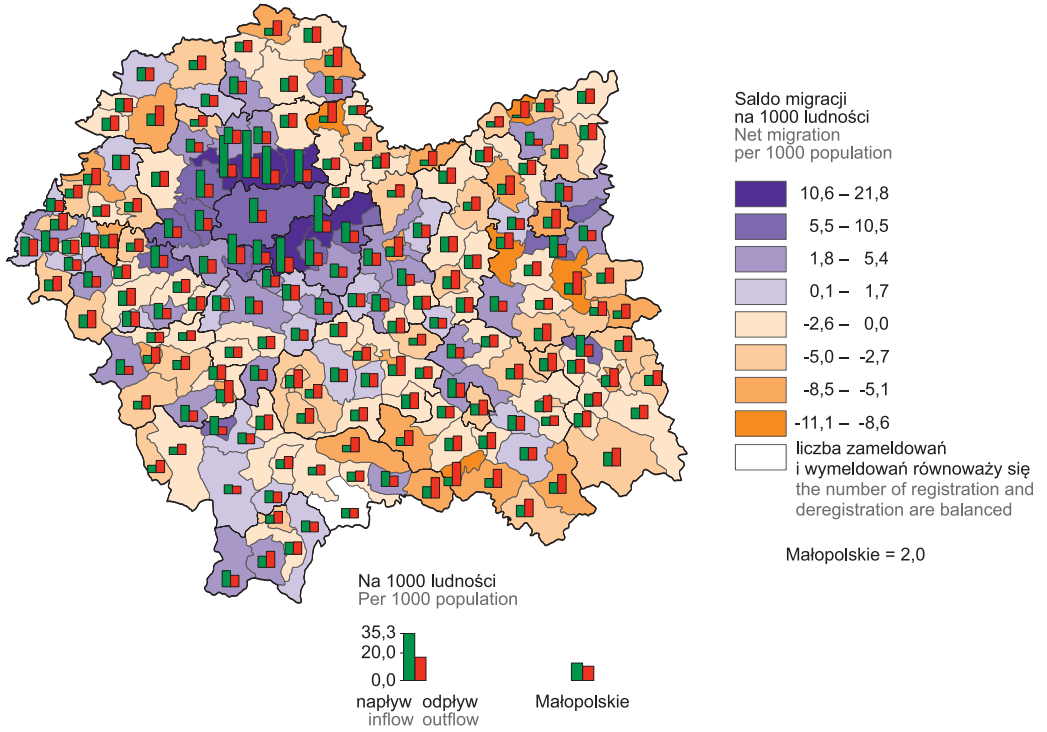 Saldo migracji
na 1000 ludności
Net migration
per 1000 population
10,6 – 21,8
5,5 – 10,5
1,8 – 5,4
0,1 – 1,7
-2,6 – 0,0
-5,0 – -2,7
-8,5 – -5,1
-11,1 – -8,6
liczba zameldowań
i wymeldowań równoważy się
the number of registration and
deregistration are balanced
Małopolskie = 2,0
Na 1000 ludności
Per 1000 population
35,3
20,0
0,0
napływ odpływ
inflow outflow
Małopolskie